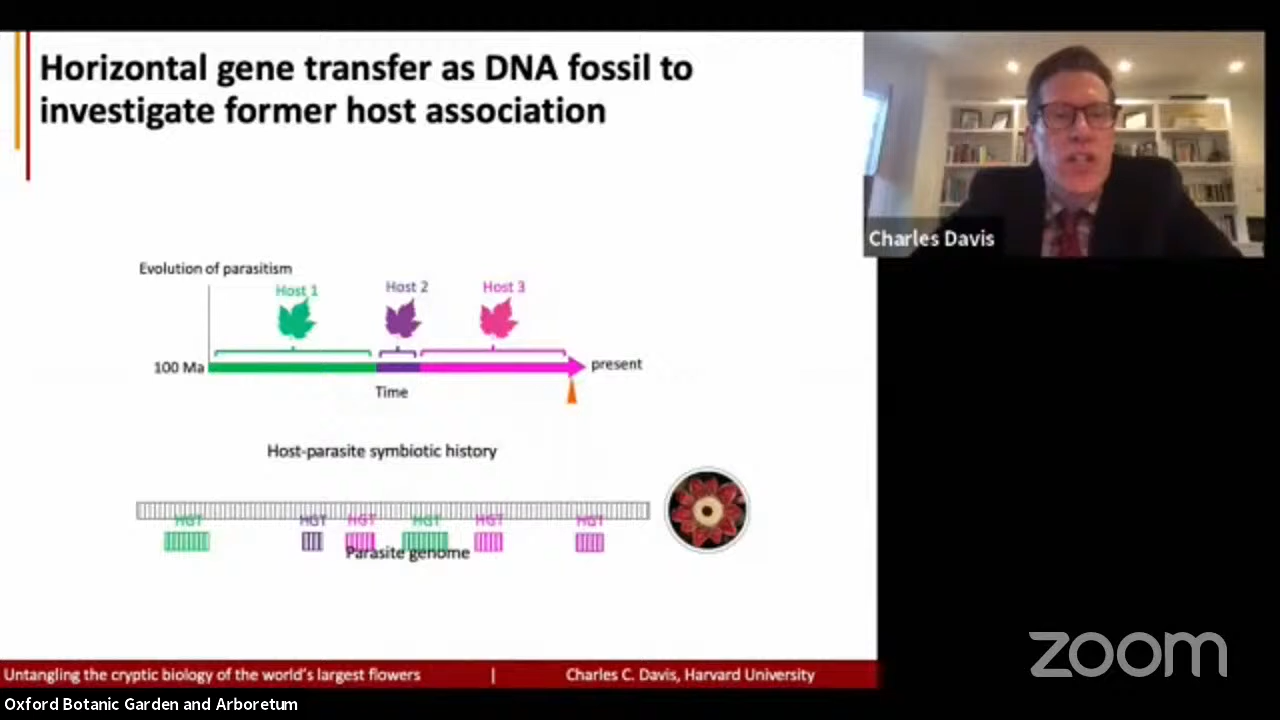 Horizontal gene transfer as DNA fossil to
investigate former host association
Charles Davis
Evolution of parasitism
Host 1
Host 2
Host 3
100 Ma
present
Time
Host-parasite symbiotic history
HGT
HGT
HGT
HGT
HGT
HGT
Parasite genome
zoom
Untangling the cryptic biology of the world's largest flowers | Charles C. Davis, Harvard University
Oxford Botanic Garden and Arboretum